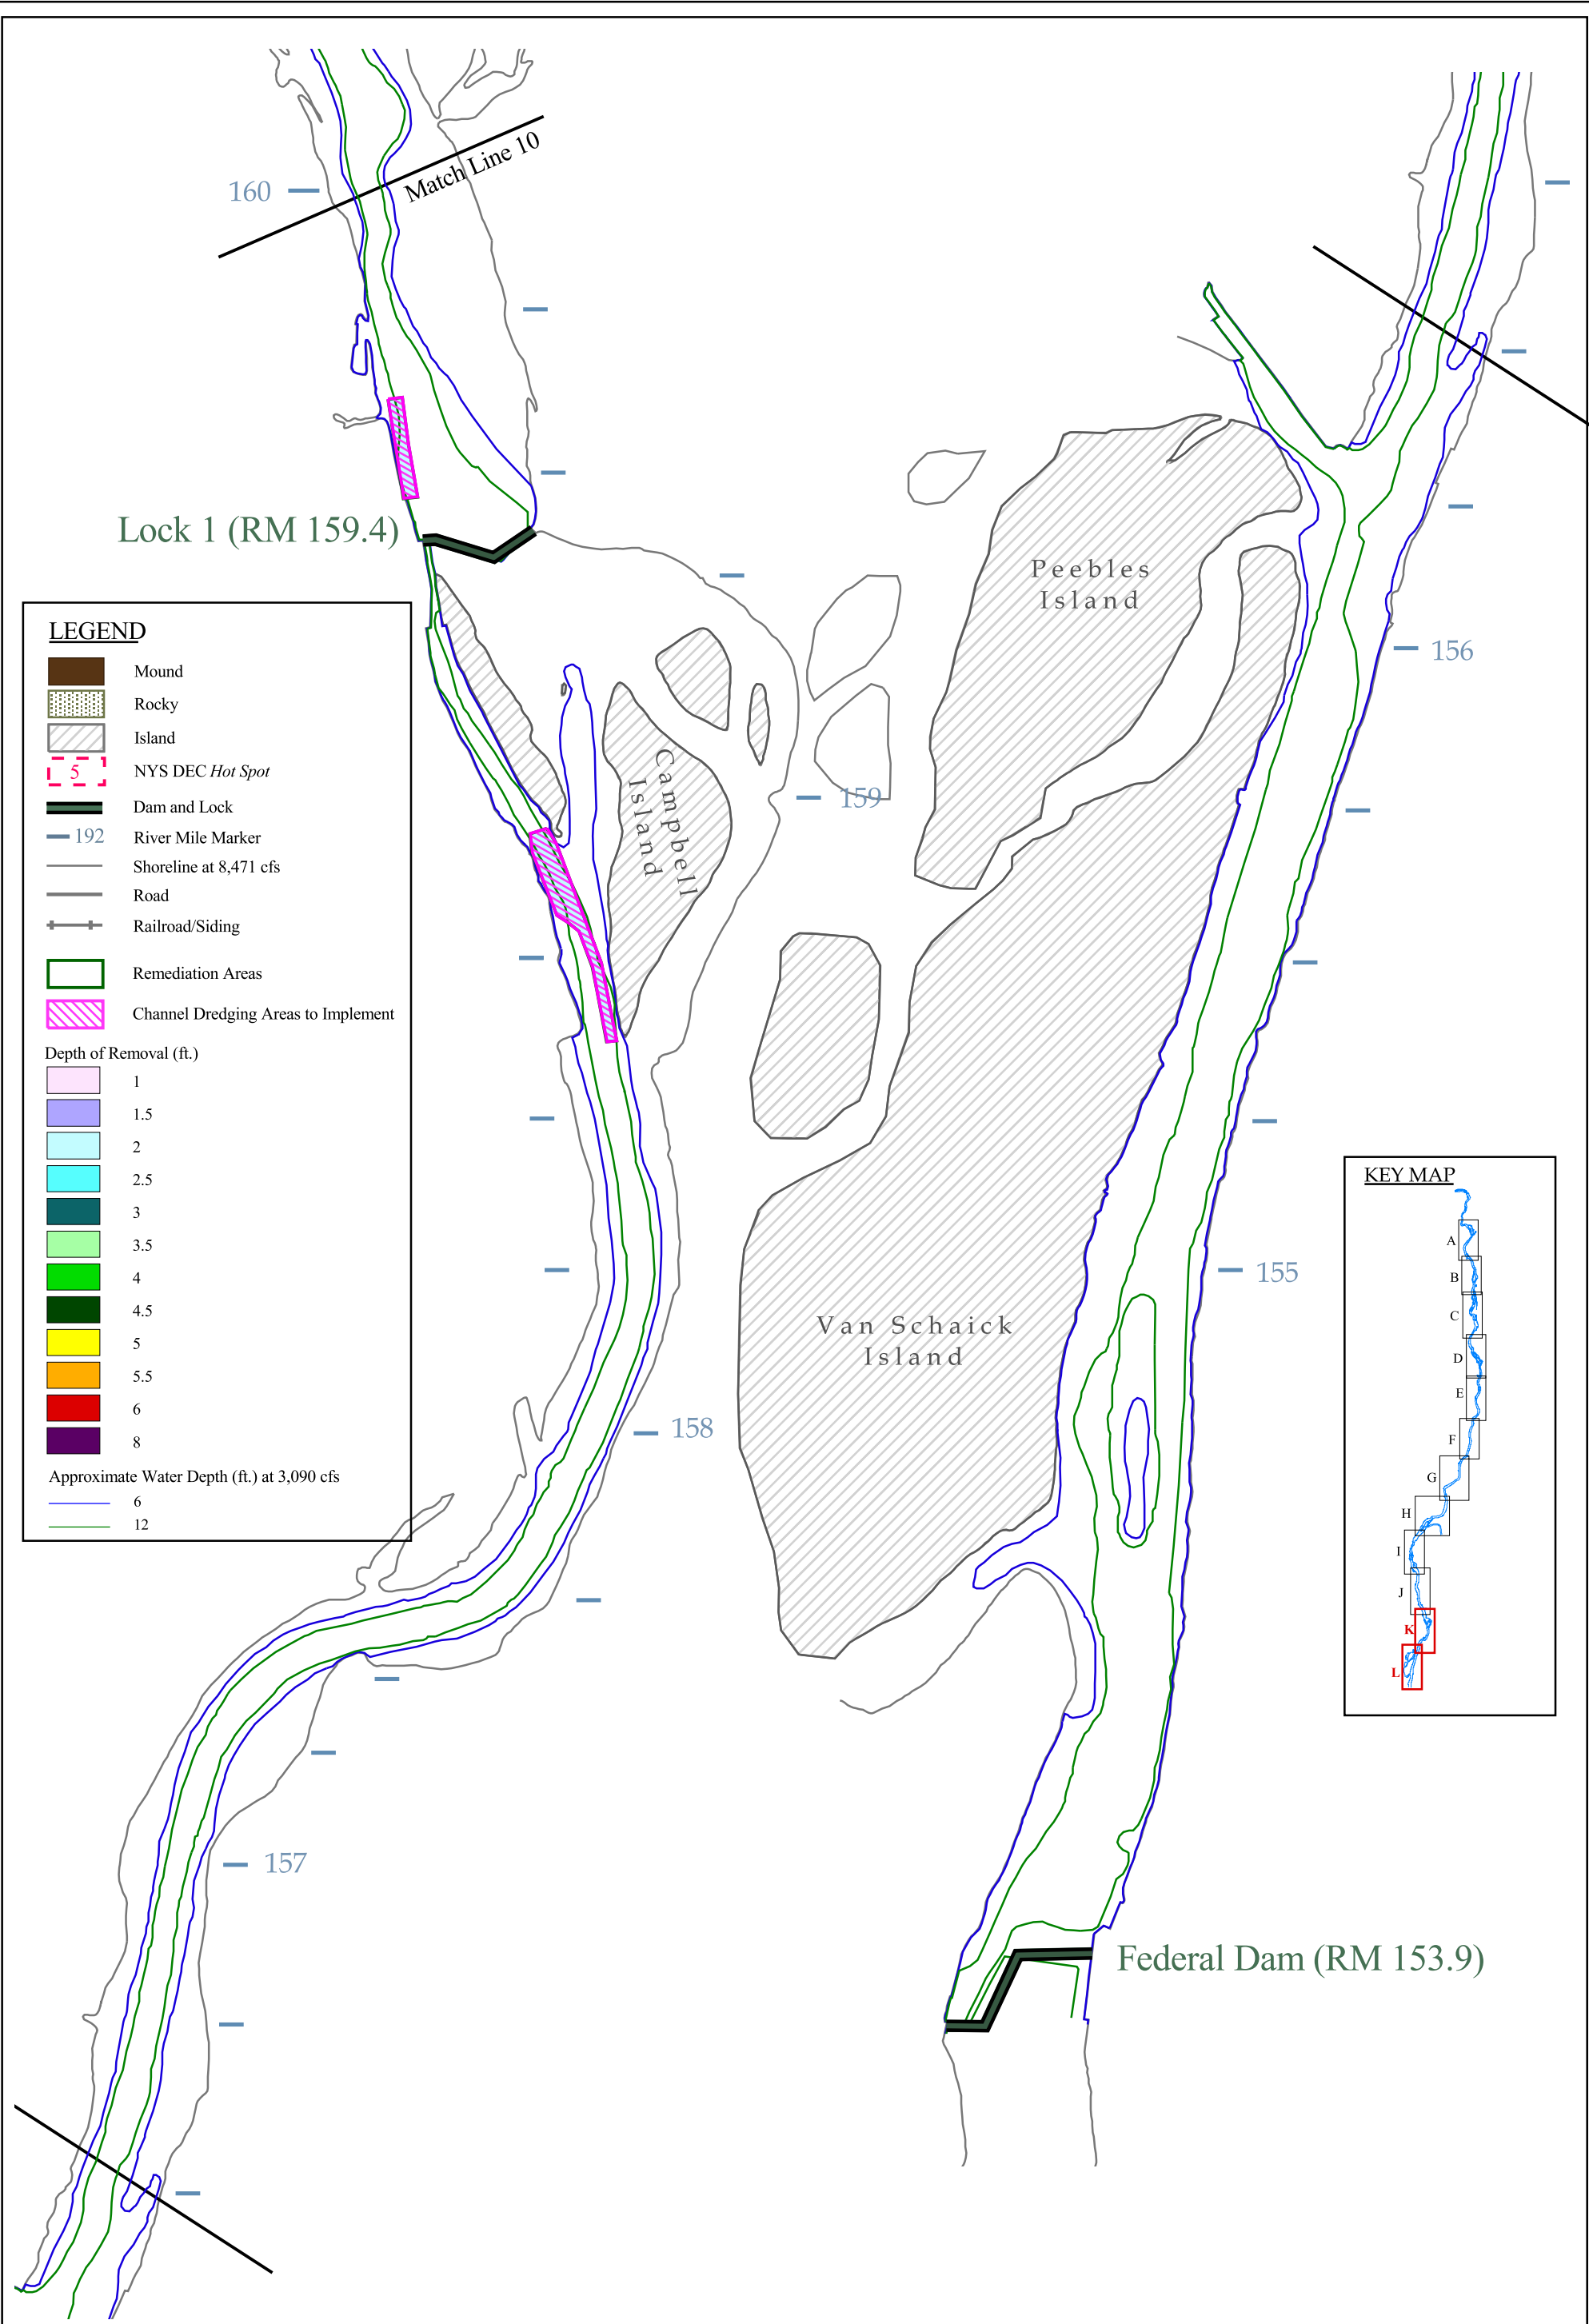 160
Match Line 10
Lock 1 (RM 159.4)
Peebles
Island
156
LEGEND
Mound
Rocky
Island
5 NYS DEC Hot Spot
Dam and Lock
192 River Mile Marker
Shoreline at 8,471 cfs
Road
Railroad/Siding
Remediation Areas
Channel Dredging Areas to Implement
Depth of Removal (ft.)
1
1.5
2
2.5
3
3.5
4
4.5
5
5.5
6
8
Approximate Water Depth (ft.) at 3,090 cfs
6
12
Campbell
Island
159
155
Van Schaick
Island
158
157
Federal Dam (RM 153.9)
KEY MAP
A
B
C
D
E
F
G
H
I
J
K
L